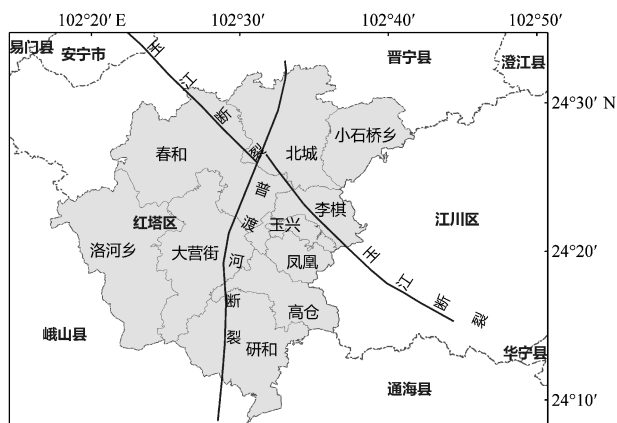 102°20′ E
102°30′
102°40′
102°50′
易门县
安宁市
晋宁县
澄江县
24°30′ N
24°20′
24°10′
玉江断裂
小石桥乡
北城
春和
普渡河断裂
李棋
红塔区
玉兴
江川区
洛河乡
大营街
凤凰
玉江断裂
高仓
峨山县
研和
华宁县
通海县